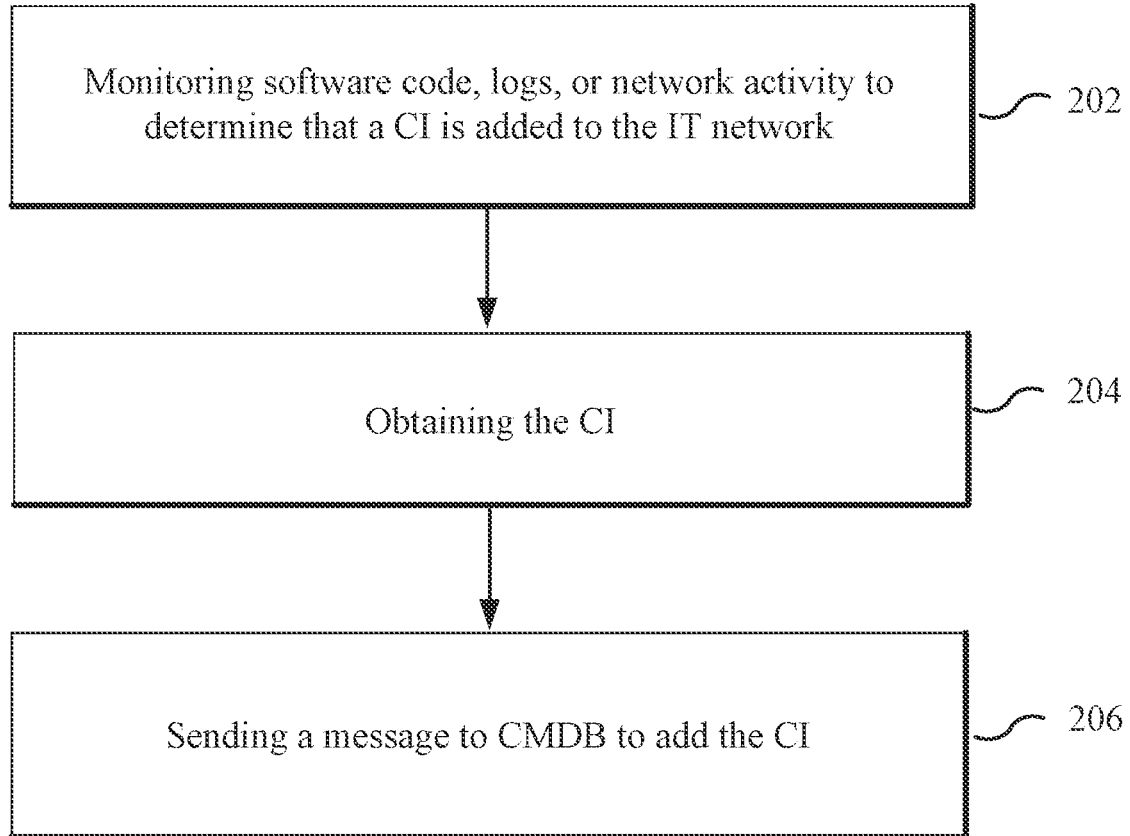 Monitoring software code, logs, or network activity to
determine that a CI is added to the IT network
202
Obtaining the CI
204
Sending a message to CMDB to add the CI
206